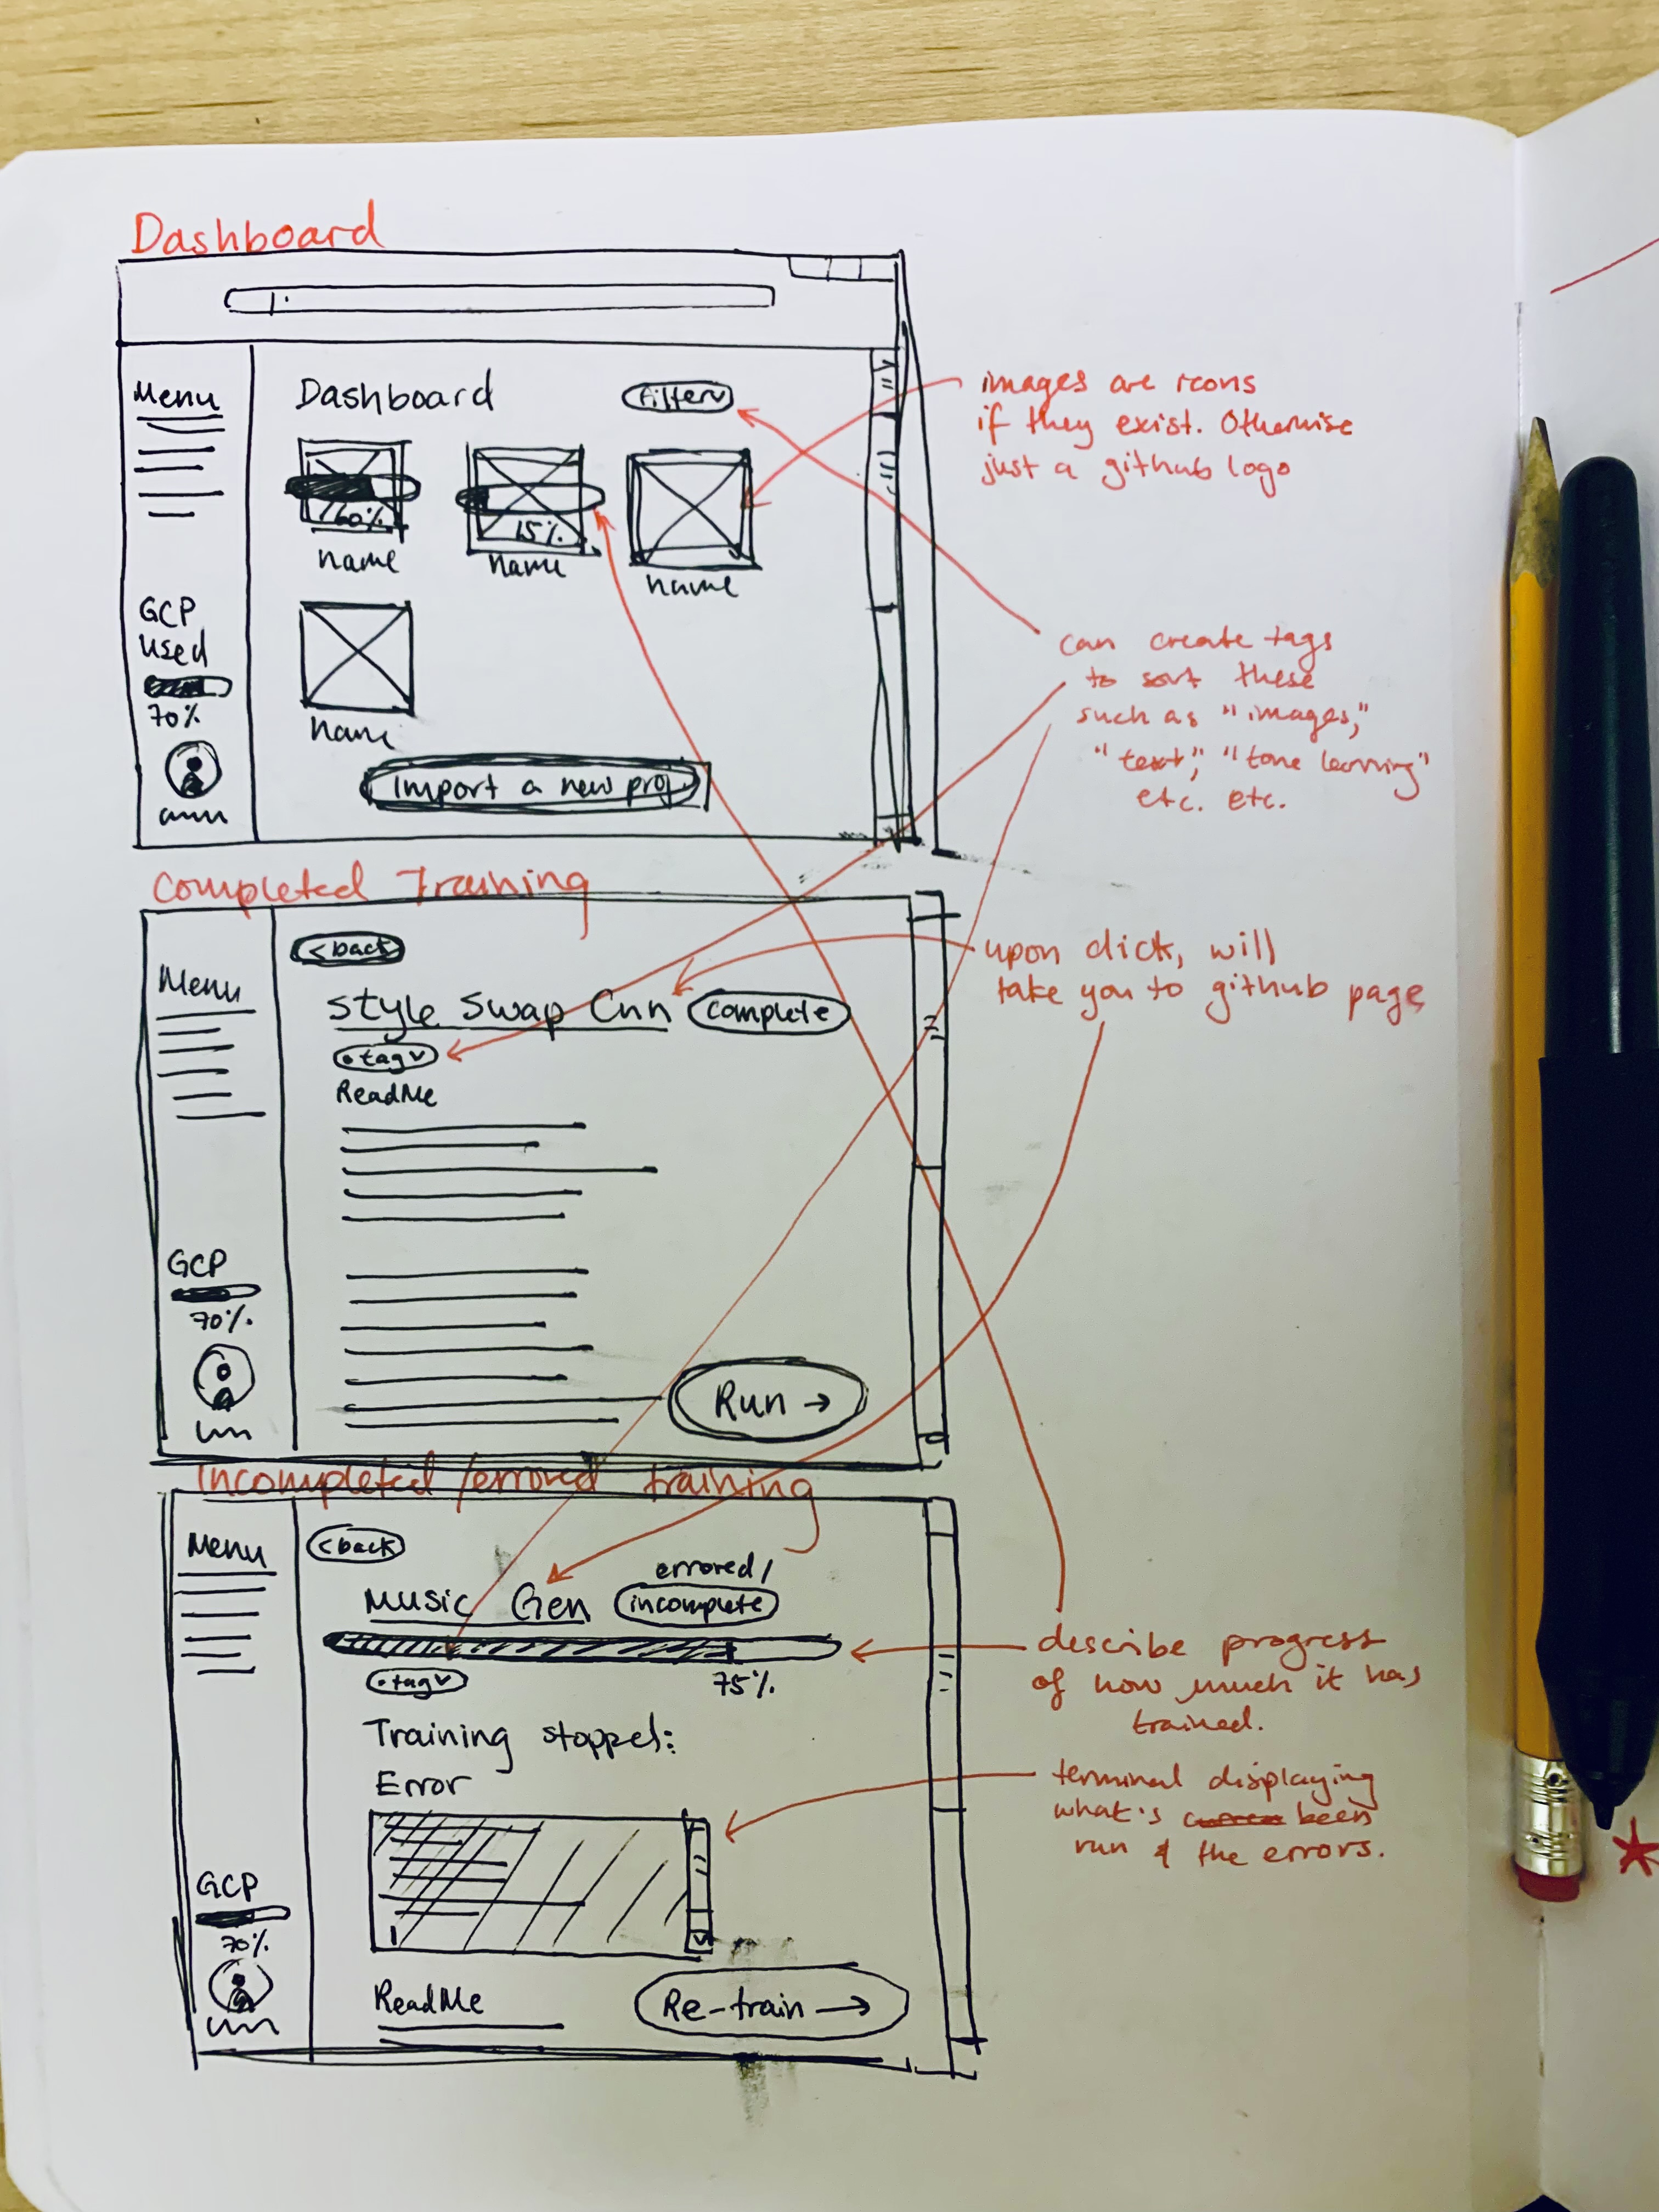 Dashboard
Menu
Dashboard
Filter
60%
name
15%
name
name
name
GCP
used
70%
Import a new proj.
images are icons
if they exist. Otherwise
just a github logo
can create tags
to sort these
such as "images,"
"text", "tone learning"
etc. etc.
Completed Training
Menu
< back
Style Swap Cnn
complete
tag
ReadMe
GCP
70%
Run →
upon click, will
take you to github page
Incompleted / errored training
Menu
< back
errored /
Music Gen
incomplete
tag
75%
Training stopped:
Error
GCP
70%
ReadMe
Re-train →
describe progress
of how much it has
trained.
terminal displaying
what's been
run & the errors.